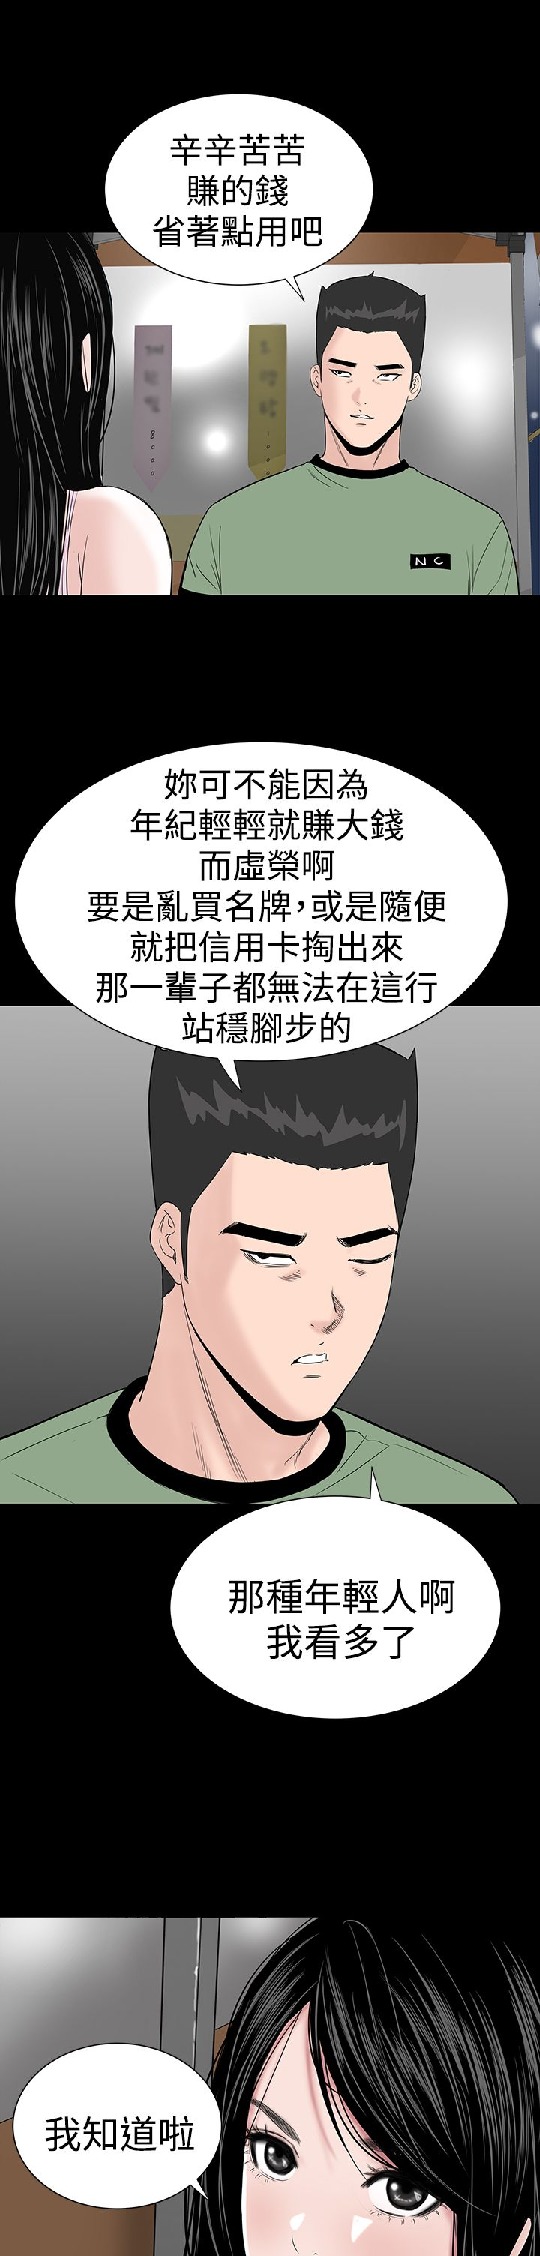 辛辛苦苦
賺的錢
省著點用吧
N C
妳可不能因為
年紀輕輕就賺大錢
而虛榮啊
要是亂買名牌,或是隨便
就把信用卡掏出來
那一輩子都無法在這行
站穩腳步的
那種年輕人啊
我看多了
我知道啦